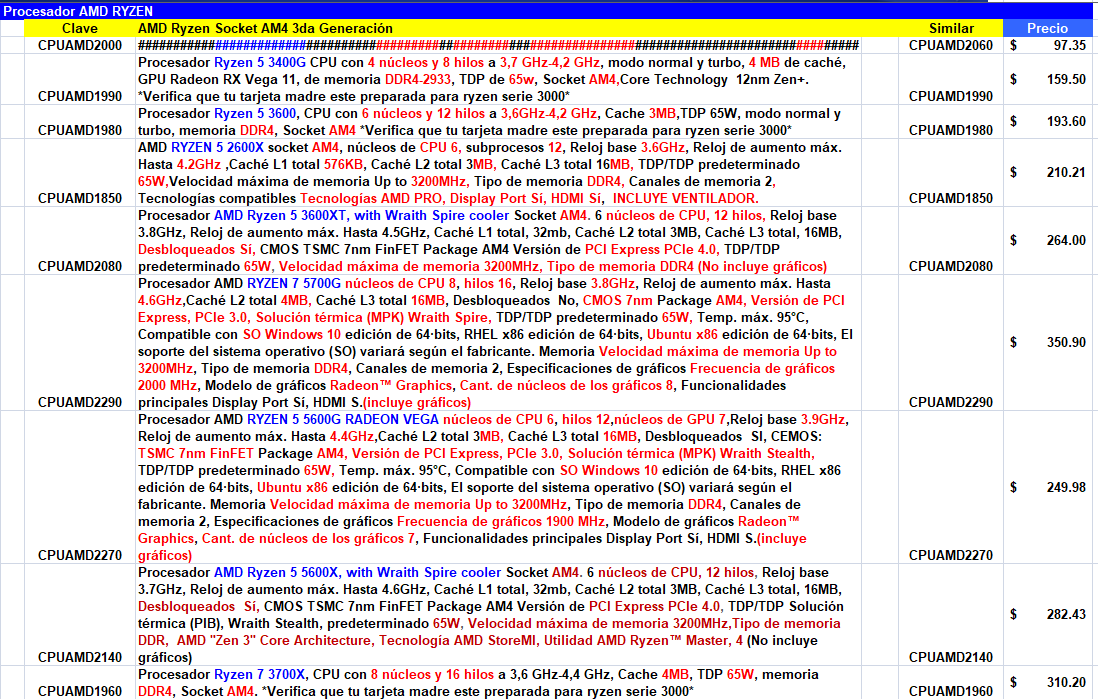 Procesador AMD RYZEN
Clave AMD Ryzen Socket AM4 3da Generación Similar Precio
CPUAMD2000 CPUAMD2060 $ 97.35
Procesador Ryzen 5 3400G CPU con 4 núcleos y 8 hilos a 3,7 GHz-4,2 GHz, modo normal y turbo, 4 MB de caché,
GPU Radeon RX Vega 11, de memoria DDR4-2933, TDP de 65w, Socket AM4,Core Technology 12nm Zen+.
*Verifica que tu tarjeta madre este preparada para ryzen serie 3000*
CPUAMD1990 CPUAMD1990 $ 159.50
Procesador Ryzen 5 3600, CPU con 6 núcleos y 12 hilos a 3,6GHz-4,2 GHz, Cache 3MB,TDP 65W, modo normal y
turbo, memoria DDR4, Socket AM4 *Verifica que tu tarjeta madre este preparada para ryzen serie 3000*
CPUAMD1980 CPUAMD1980 $ 193.60
AMD RYZEN 5 2600X socket AM4, núcleos de CPU 6, subprocesos 12, Reloj base 3.6GHz, Reloj de aumento máx.
Hasta 4.2GHz ,Caché L1 total 576KB, Caché L2 total 3MB, Caché L3 total 16MB, TDP/TDP predeterminado
65W,Velocidad máxima de memoria Up to 3200MHz, Tipo de memoria DDR4, Canales de memoria 2,
Tecnologías compatibles Tecnologías AMD PRO, Display Port Sí, HDMI Sí, INCLUYE VENTILADOR.
CPUAMD1850 CPUAMD1850 $ 210.21
Procesador AMD Ryzen 5 3600XT, with Wraith Spire cooler Socket AM4. 6 núcleos de CPU, 12 hilos, Reloj base
3.8GHz, Reloj de aumento máx. Hasta 4.5GHz, Caché L1 total, 32mb, Caché L2 total 3MB, Caché L3 total, 16MB,
Desbloqueados Sí, CMOS TSMC 7nm FinFET Package AM4 Versión de PCI Express PCIe 4.0, TDP/TDP
predeterminado 65W, Velocidad máxima de memoria 3200MHz, Tipo de memoria DDR4 (No incluye gráficos)
CPUAMD2080 CPUAMD2080 $ 264.00
Procesador AMD RYZEN 7 5700G núcleos de CPU 8, hilos 16, Reloj base 3.8GHz, Reloj de aumento máx. Hasta
4.6GHz,Caché L2 total 4MB, Caché L3 total 16MB, Desbloqueados No, CMOS 7nm Package AM4, Versión de PCI
Express, PCIe 3.0, Solución térmica (MPK) Wraith Spire, TDP/TDP predeterminado 65W, Temp. máx. 95°C,
Compatible con SO Windows 10 edición de 64·bits, RHEL x86 edición de 64·bits, Ubuntu x86 edición de 64·bits, El
soporte del sistema operativo (SO) variará según el fabricante. Memoria Velocidad máxima de memoria Up to
3200MHz, Tipo de memoria DDR4, Canales de memoria 2, Especificaciones de gráficos Frecuencia de gráficos
2000 MHz, Modelo de gráficos Radeon™ Graphics, Cant. de núcleos de los gráficos 8, Funcionalidades
principales Display Port Sí, HDMI S.(incluye gráficos)
CPUAMD2290 CPUAMD2290 $ 350.90
Procesador AMD RYZEN 5 5600G RADEON VEGA núcleos de CPU 6, hilos 12,núcleos de GPU 7,Reloj base 3.9GHz,
Reloj de aumento máx. Hasta 4.4GHz,Caché L2 total 3MB, Caché L3 total 16MB, Desbloqueados SI, CEMOS:
TSMC 7nm FinFET Package AM4, Versión de PCI Express, PCIe 3.0, Solución térmica (MPK) Wraith Stealth,
TDP/TDP predeterminado 65W, Temp. máx. 95°C, Compatible con SO Windows 10 edición de 64·bits, RHEL x86
edición de 64·bits, Ubuntu x86 edición de 64·bits, El soporte del sistema operativo (SO) variará según el
fabricante. Memoria Velocidad máxima de memoria Up to 3200MHz, Tipo de memoria DDR4, Canales de
memoria 2, Especificaciones de gráficos Frecuencia de gráficos 1900 MHz, Modelo de gráficos Radeon™
Graphics, Cant. de núcleos de los gráficos 7, Funcionalidades principales Display Port Sí, HDMI S.(incluye
gráficos)
CPUAMD2270 CPUAMD2270 $ 249.98
Procesador AMD Ryzen 5 5600X, with Wraith Spire cooler Socket AM4. 6 núcleos de CPU, 12 hilos, Reloj base
3.7GHz, Reloj de aumento máx. Hasta 4.6GHz, Caché L1 total, 32mb, Caché L2 total 3MB, Caché L3 total, 16MB,
Desbloqueados Sí, CMOS TSMC 7nm FinFET Package AM4 Versión de PCI Express PCIe 4.0, TDP/TDP Solución
térmica (PIB), Wraith Stealth, predeterminado 65W, Velocidad máxima de memoria 3200MHz,Tipo de memoria
DDR, AMD "Zen 3" Core Architecture, Tecnología AMD StoreMI, Utilidad AMD Ryzen™ Master, 4 (No incluye
gráficos)
CPUAMD2140 CPUAMD2140 $ 282.43
Procesador Ryzen 7 3700X, CPU con 8 núcleos y 16 hilos a 3,6 GHz-4,4 GHz, Cache 4MB, TDP 65W, memoria
DDR4, Socket AM4. *Verifica que tu tarjeta madre este preparada para ryzen serie 3000*
CPUAMD1960 CPUAMD1960 $ 310.20